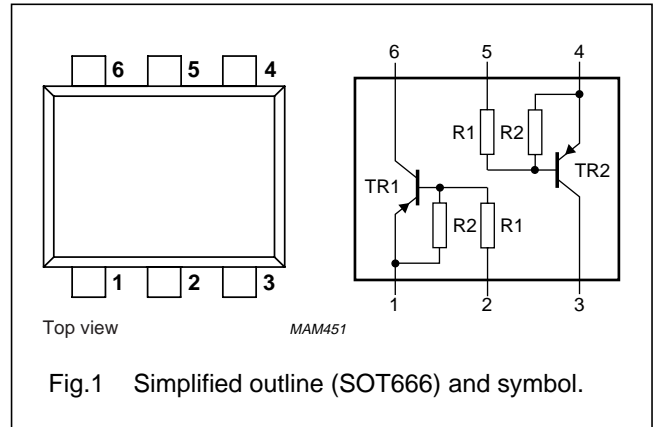 6 5 4
1 2 3
Top view
MAM451
6 5 4
R1 R2
TR1 TR2
R2 R1
1 2 3
Fig.1 Simplified outline (SOT666) and symbol.